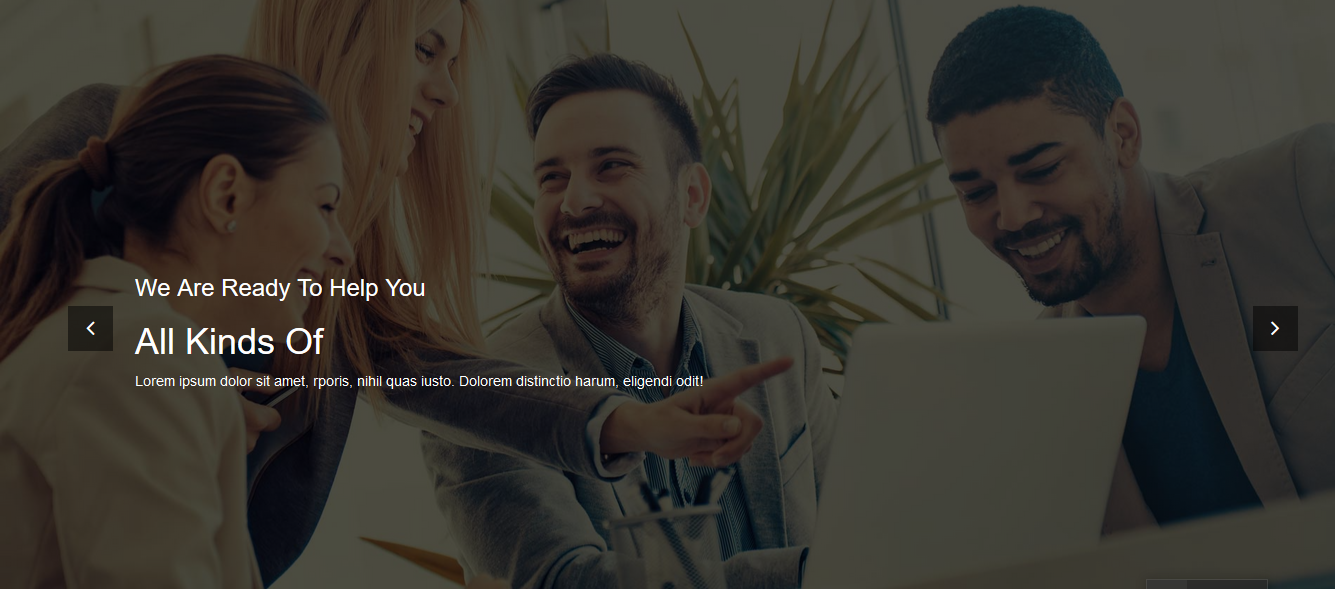 We Are Ready To Help You
All Kinds Of
Lorem ipsum dolor sit amet, rporis, nihil quas iusto. Dolorem distinctio harum, eligendi odit!